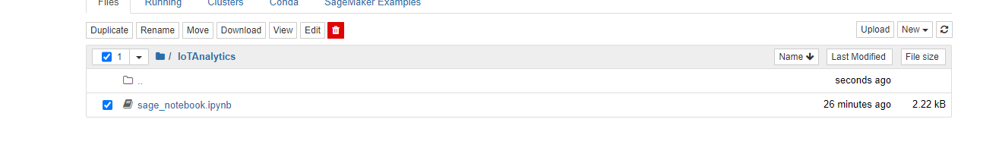 Files Running Clusters Conda SageMaker Examples
Duplicate Rename Move Download View Edit Upload New
1 / IoTAnalytics Name Last Modified File size
.. seconds ago
sage_notebook.ipynb 26 minutes ago 2.22 kB